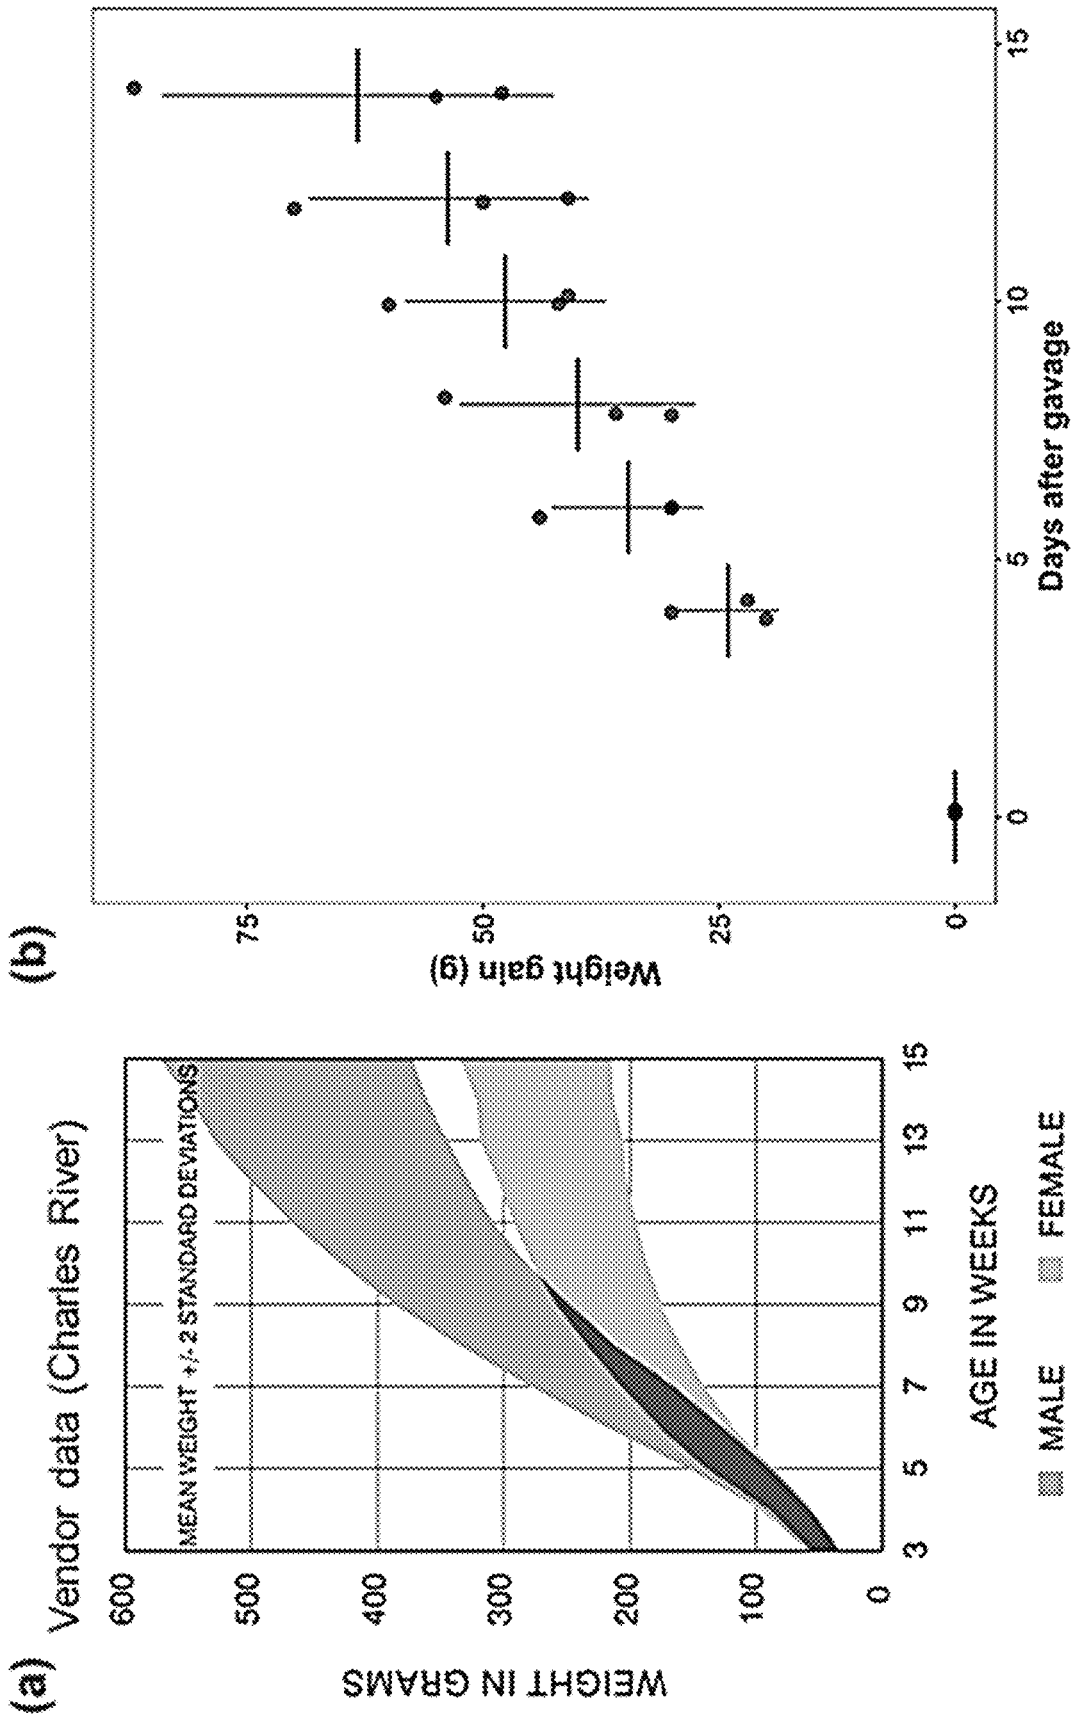 (a)
Vendor data (Charles River)
WEIGHT IN GRAMS
600
500
400
300
200
100
0
MEAN WEIGHT +/- 2 STANDARD DEVIATIONS
3 5 7 9 11 13 15
AGE IN WEEKS
MALE FEMALE
(b)
Weight gain (g)
75
50
25
0
0 5 10 15
Days after gavage